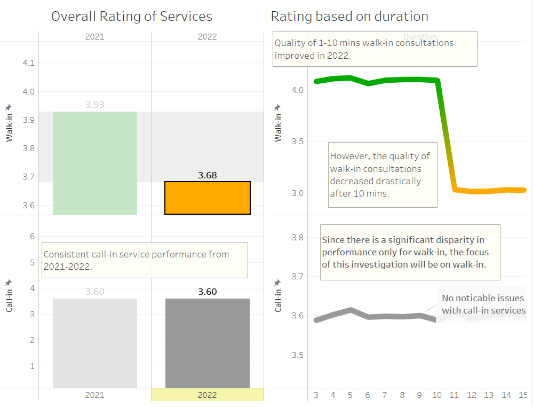 Overall Rating of Services
Rating based on duration
2021
2022
Duration
Quality of 1-10 mins walk-in consultations
improved in 2022.
4.1
4.0
3.9
3.8
3.7
3.6
Walk-in
3.93
3.68
4.0
3.0
Walk-in
However, the quality of
walk-in consultations
decreased drastically
after 10 mins.
6
5
4
3
2
1
Call-in
Consistent call-in service performance from
2021-2022.
3.60
3.60
2021
2022
3.8
3.7
3.6
3.5
Call-in
Since there is a significant disparity in
performance only for walk-in, the focus
of this investigation will be on walk-in.
No noticable issues
with call-in services
3 4 5 6 7 8 9 10 11 12 13 14 15